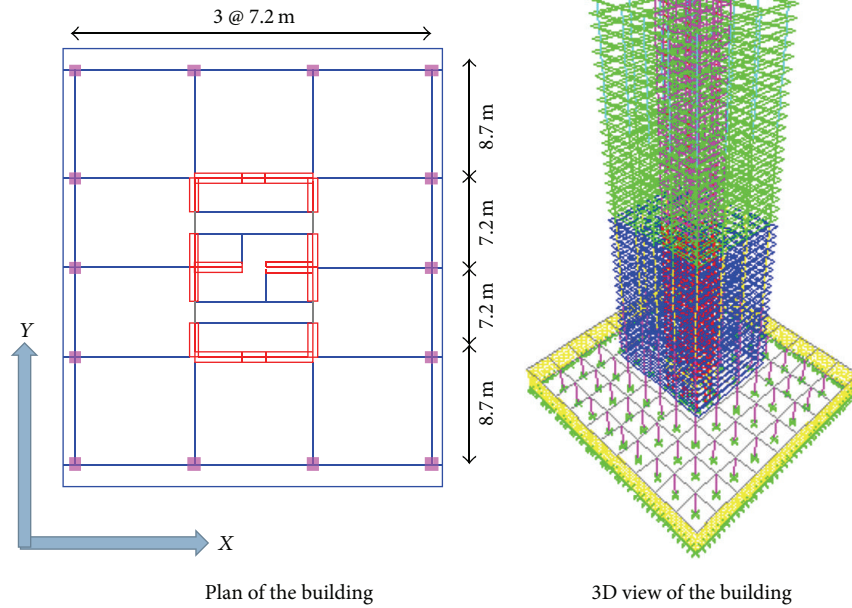 3 @ 7.2 m
8.7 m
7.2 m
7.2 m
8.7 m
Y
X
Plan of the building
3D view of the building